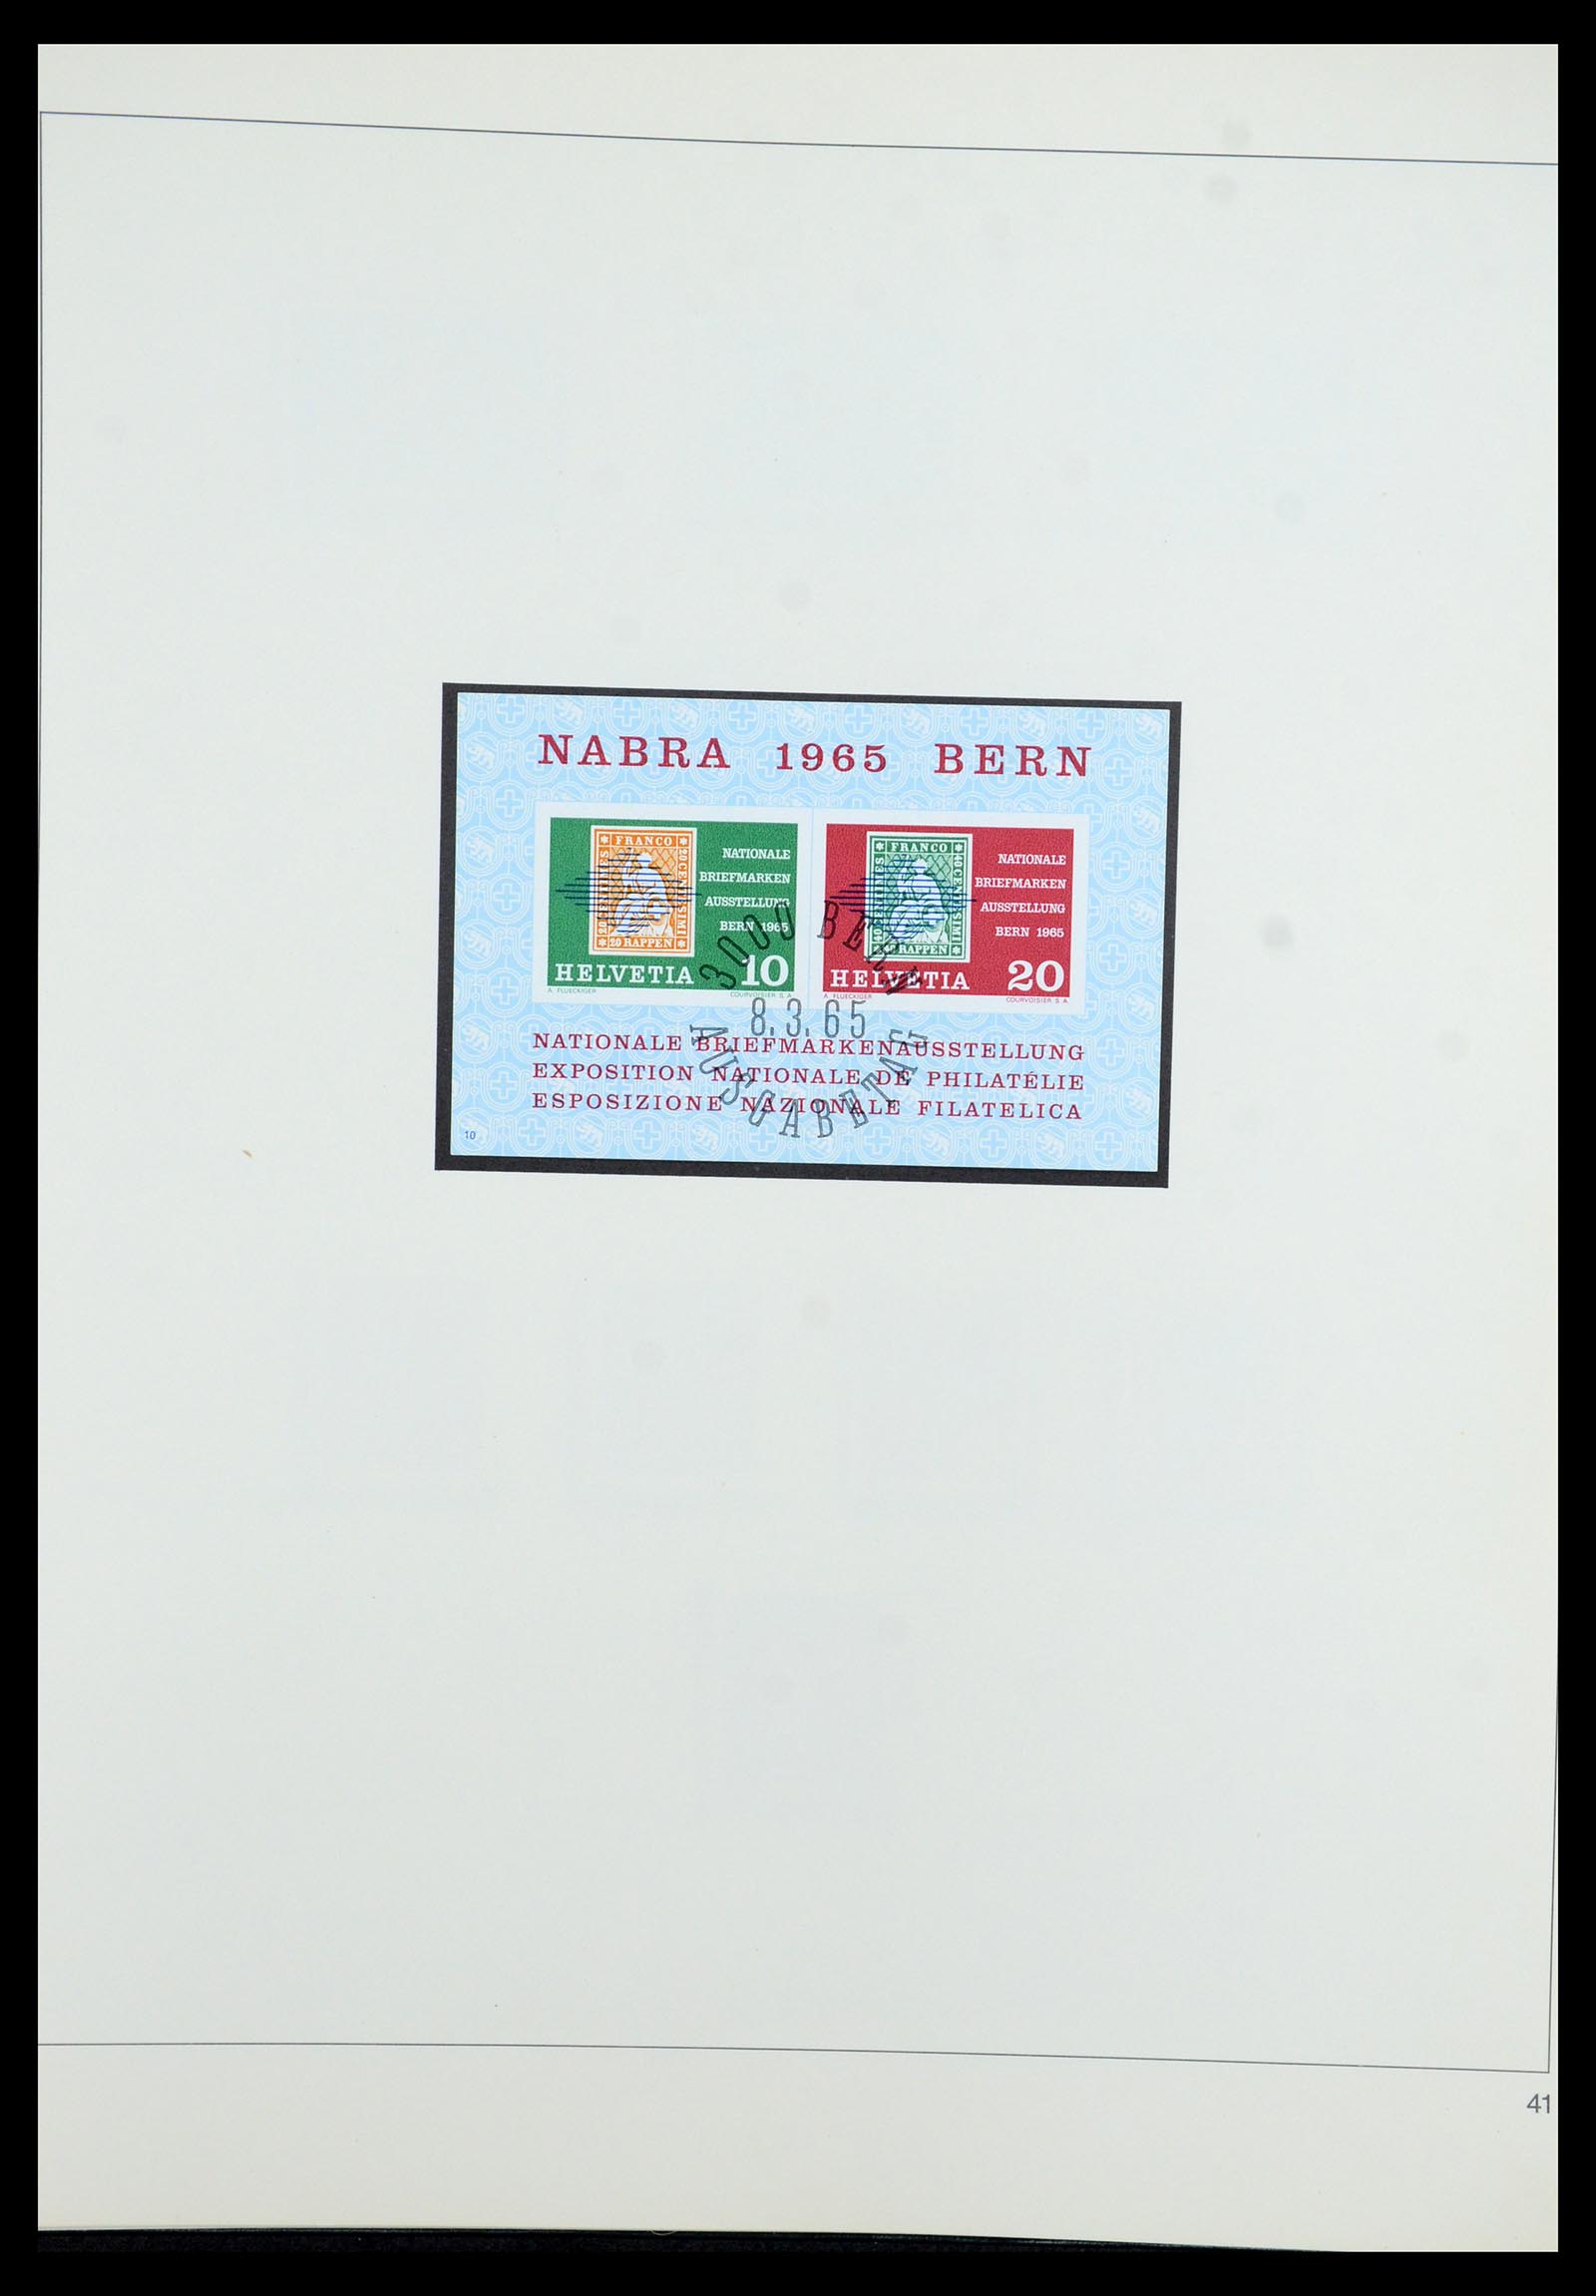 NABRA 1965 BERN
FRANCO
20 CENTESIMI
20 RAPPEN
NATIONALE
BRIEFMARKEN
AUSSTELLUNG
BERN 1965
HELVETIA 10
A. FLUECKIGER
COURVOISIER S.A.
FRANCO
RAPPEN
NATIONALE
BRIEFMARKEN
AUSSTELLUNG
BERN 1965
HELVETIA 20
A. FLUECKIGER
COURVOISIER S.A.
3000 BERN
8.3.65
AUSGABETAG
NATIONALE BRIEFMARKENAUSSTELLUNG
EXPOSITION NATIONALE DE PHILATÉLIE
ESPOSIZIONE NAZIONALE FILATELICA
10
41